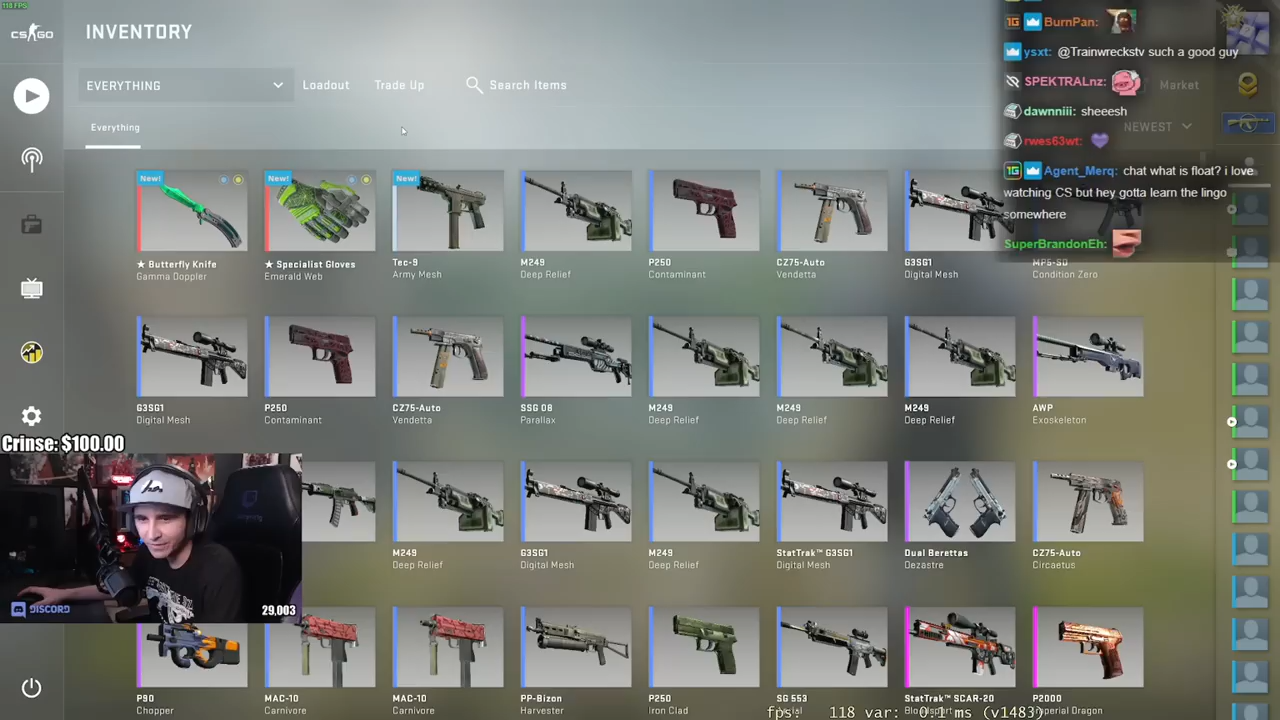 118 FPS
CS:GO
INVENTORY
EVERYTHING
Loadout
Trade Up
Search Items
Market
Everything
NEWEST
BurnPan:
ysxt: @Trainwreckstv such a good guy
SPEKTRALnz:
dawnniii: sheeesh
rwes63wt:
Agent_Merq: chat what is float? i love
watching CS but hey gotta learn the lingo
somewhere
SuperBrandonEh:
New!
★ Butterfly Knife
Gamma Doppler
New!
★ Specialist Gloves
Emerald Web
New!
Tec-9
Army Mesh
M249
Deep Relief
P250
Contaminant
CZ75-Auto
Vendetta
G3SG1
Digital Mesh
MP5-SD
Condition Zero
G3SG1
Digital Mesh
P250
Contaminant
CZ75-Auto
Vendetta
SSG 08
Parallax
M249
Deep Relief
M249
Deep Relief
M249
Deep Relief
AWP
Exoskeleton
Crinse: $100.00
M249
Deep Relief
G3SG1
Digital Mesh
M249
Deep Relief
StatTrak™ G3SG1
Digital Mesh
Dual Berettas
Dezastre
CZ75-Auto
Circaetus
DISCORD
29,003
P90
Chopper
MAC-10
Carnivore
MAC-10
Carnivore
PP-Bizon
Harvester
P250
Iron Clad
SG 553
StatTrak™ SCAR-20
P2000
Imperial Dragon
fps: 118 var: 0.1 ms (v1483)